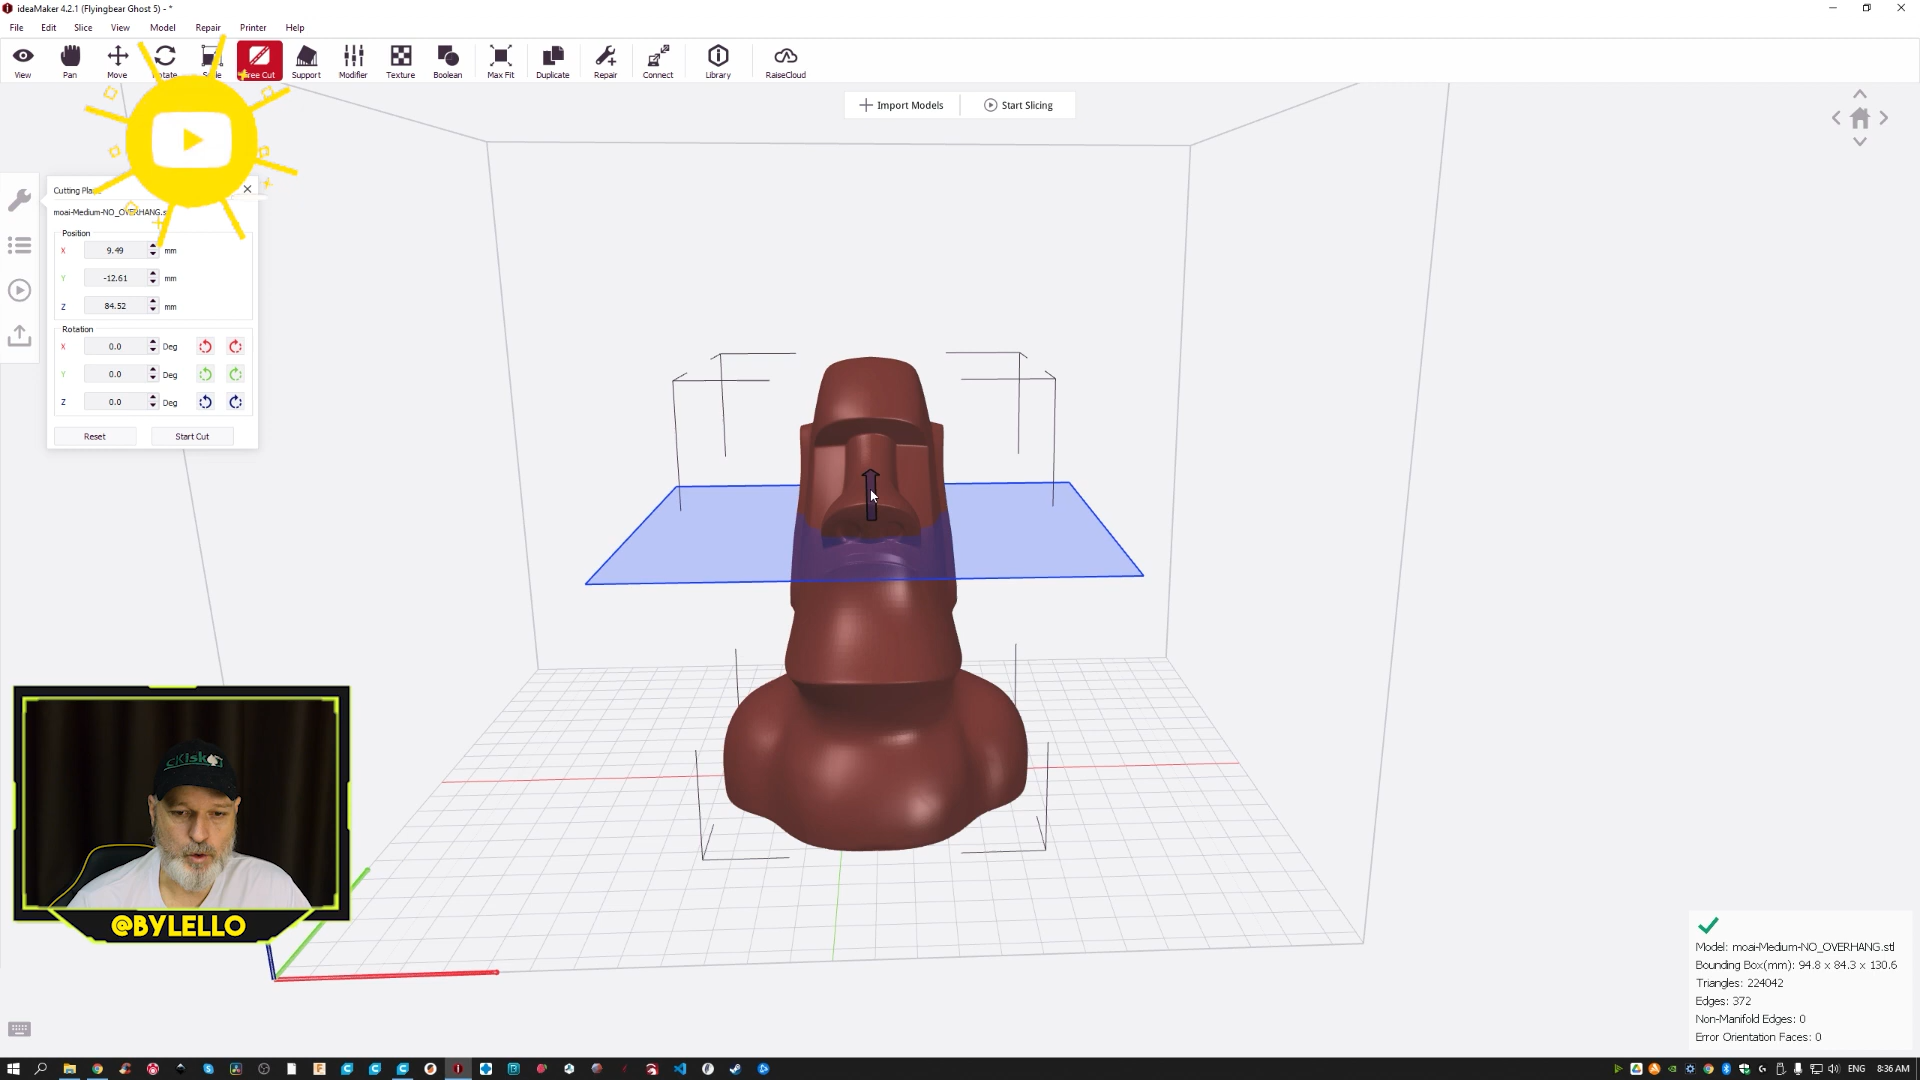 ideaMaker 4.2.1 (Flyingbear Ghost 5) - *
File Edit Slice View Model Repair Printer Help
View Pan Move Support Modifier Texture Boolean Max Fit Duplicate Repair Connect Library RaiseCloud
Import Models Start Slicing
Cutting
moai-Medium-NO_OVERHANG.s
Position
X 9.49 mm
Y -12.61 mm
Z 84.52 mm
Rotation
X 0.0 Deg
Y 0.0 Deg
Z 0.0 Deg
Reset Start Cut
@BYLELLO
Model: moai-Medium-NO_OVERHANG.stl
Bounding Box(mm): 94.8 x 84.3 x 130.6
Triangles: 224042
Edges: 372
Non-Manifold Edges: 0
Error Orientation Faces: 0
ENG 8:36 AM